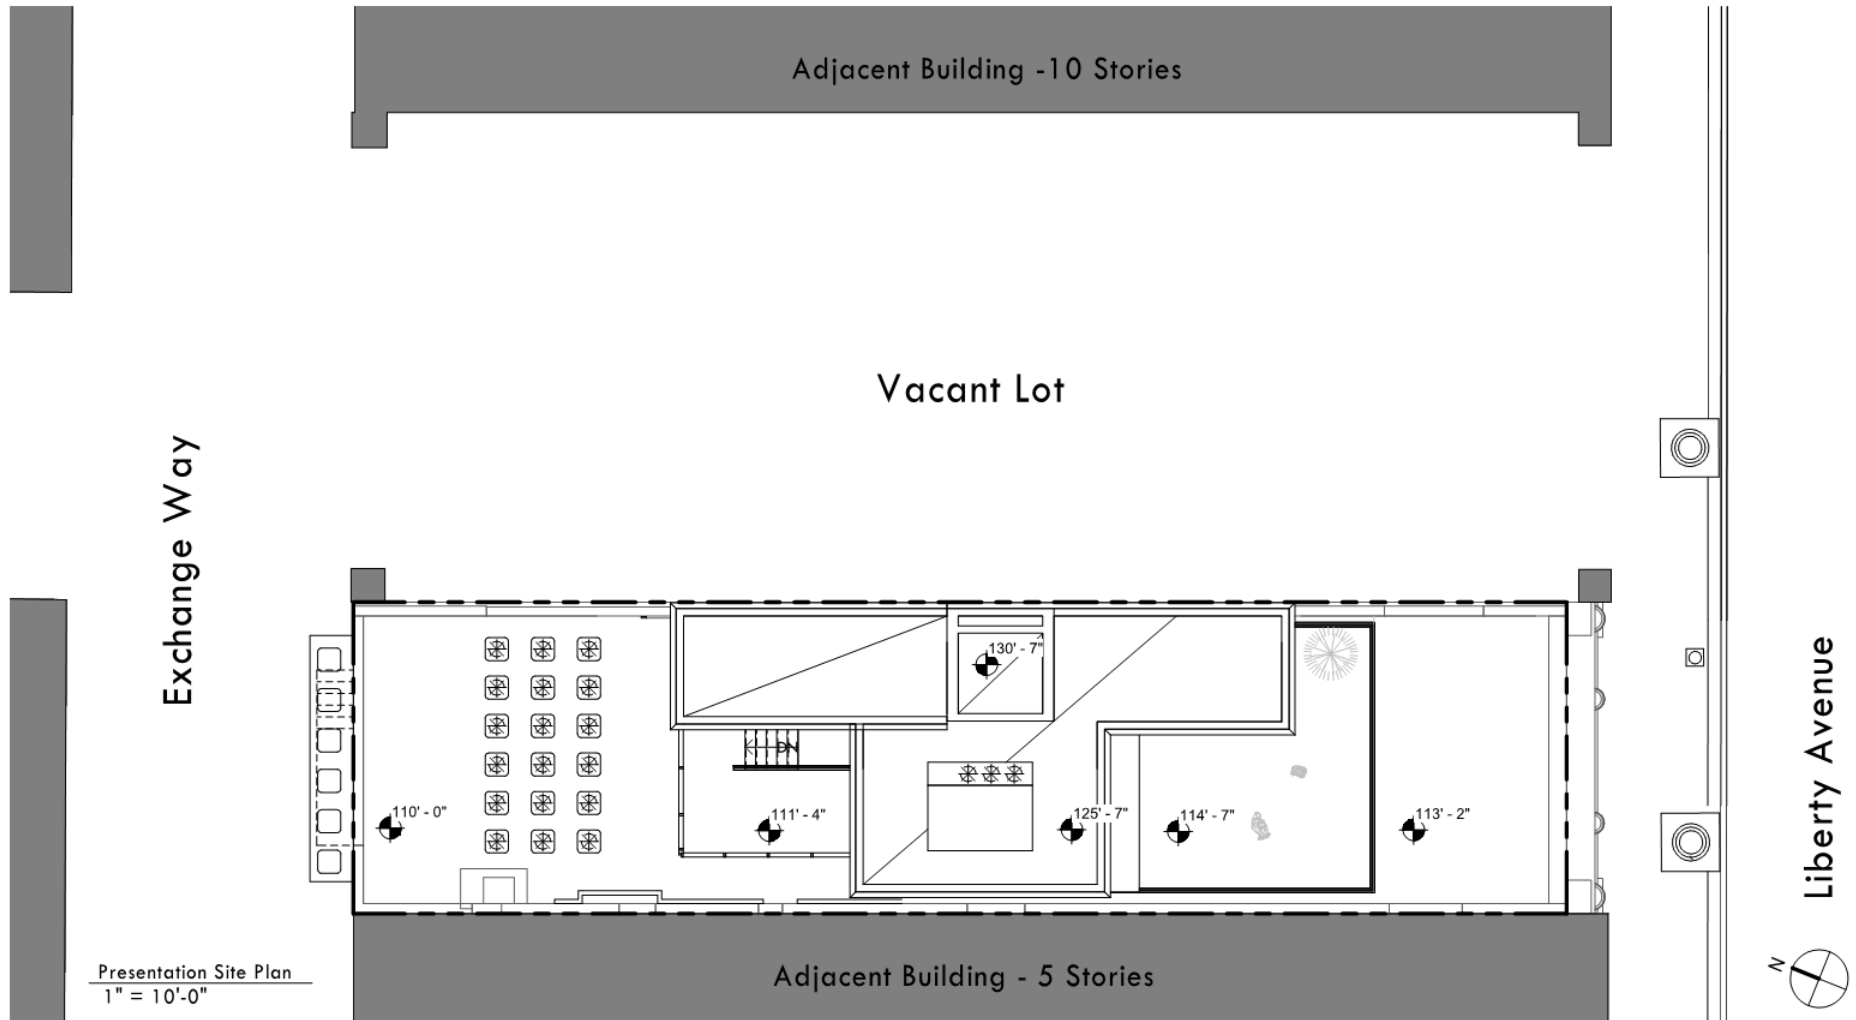 Adjacent Building -10 Stories
Vacant Lot
Exchange Way
130' - 7"
DN
110' - 0"
111' - 4"
125' - 7"
114' - 7"
113' - 2"
Liberty Avenue
Adjacent Building - 5 Stories
Presentation Site Plan
1" = 10'-0"
N